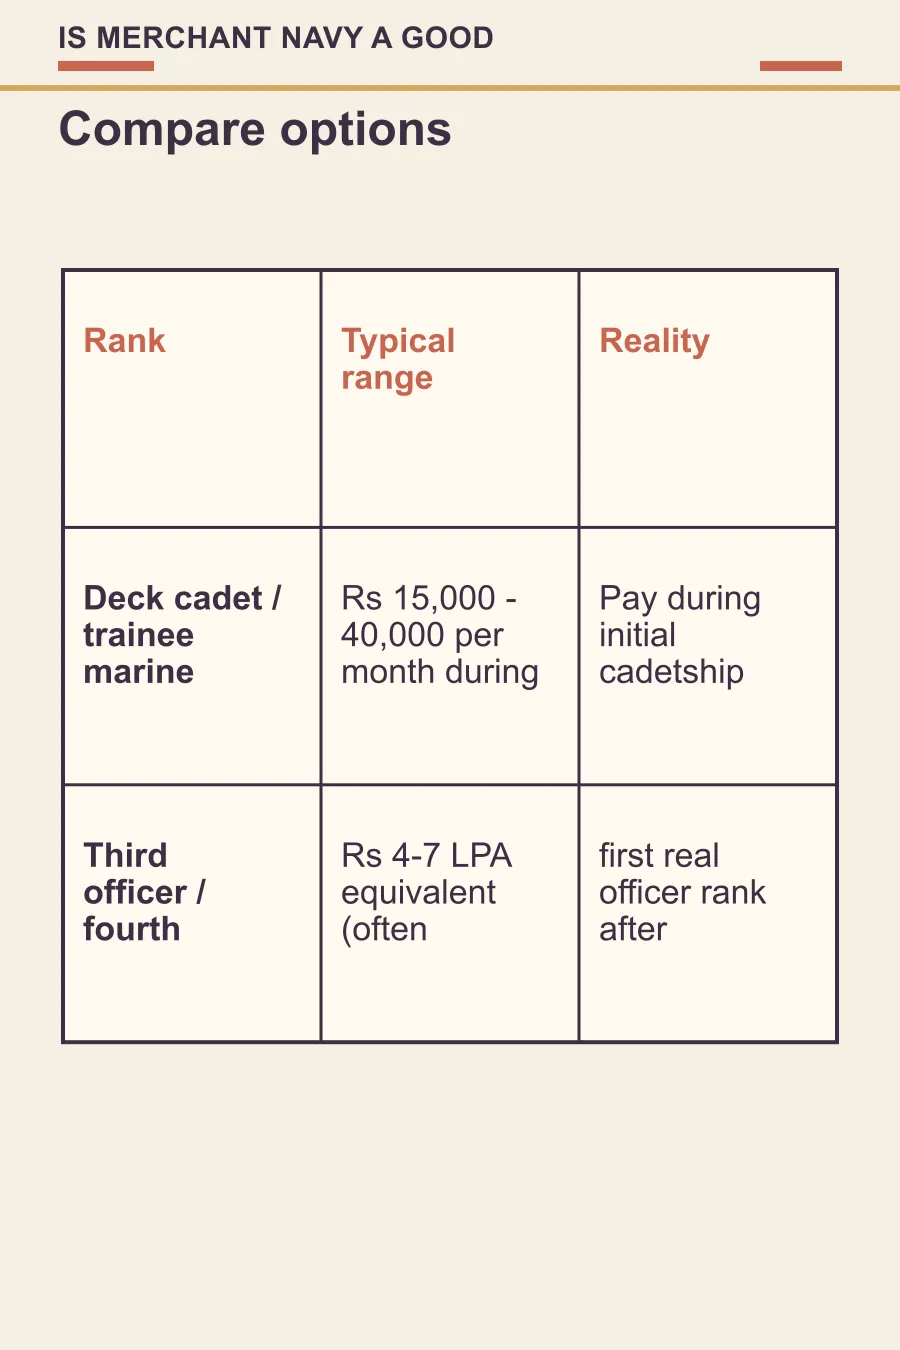 IS MERCHANT NAVY A GOOD
Compare options
Rank
Typical
range
Reality
Deck cadet /
trainee
marine
Rs 15,000 -
40,000 per
month during
Pay during
initial
cadetship
Third
officer /
fourth
Rs 4-7 LPA
equivalent
(often
first real
officer rank
after